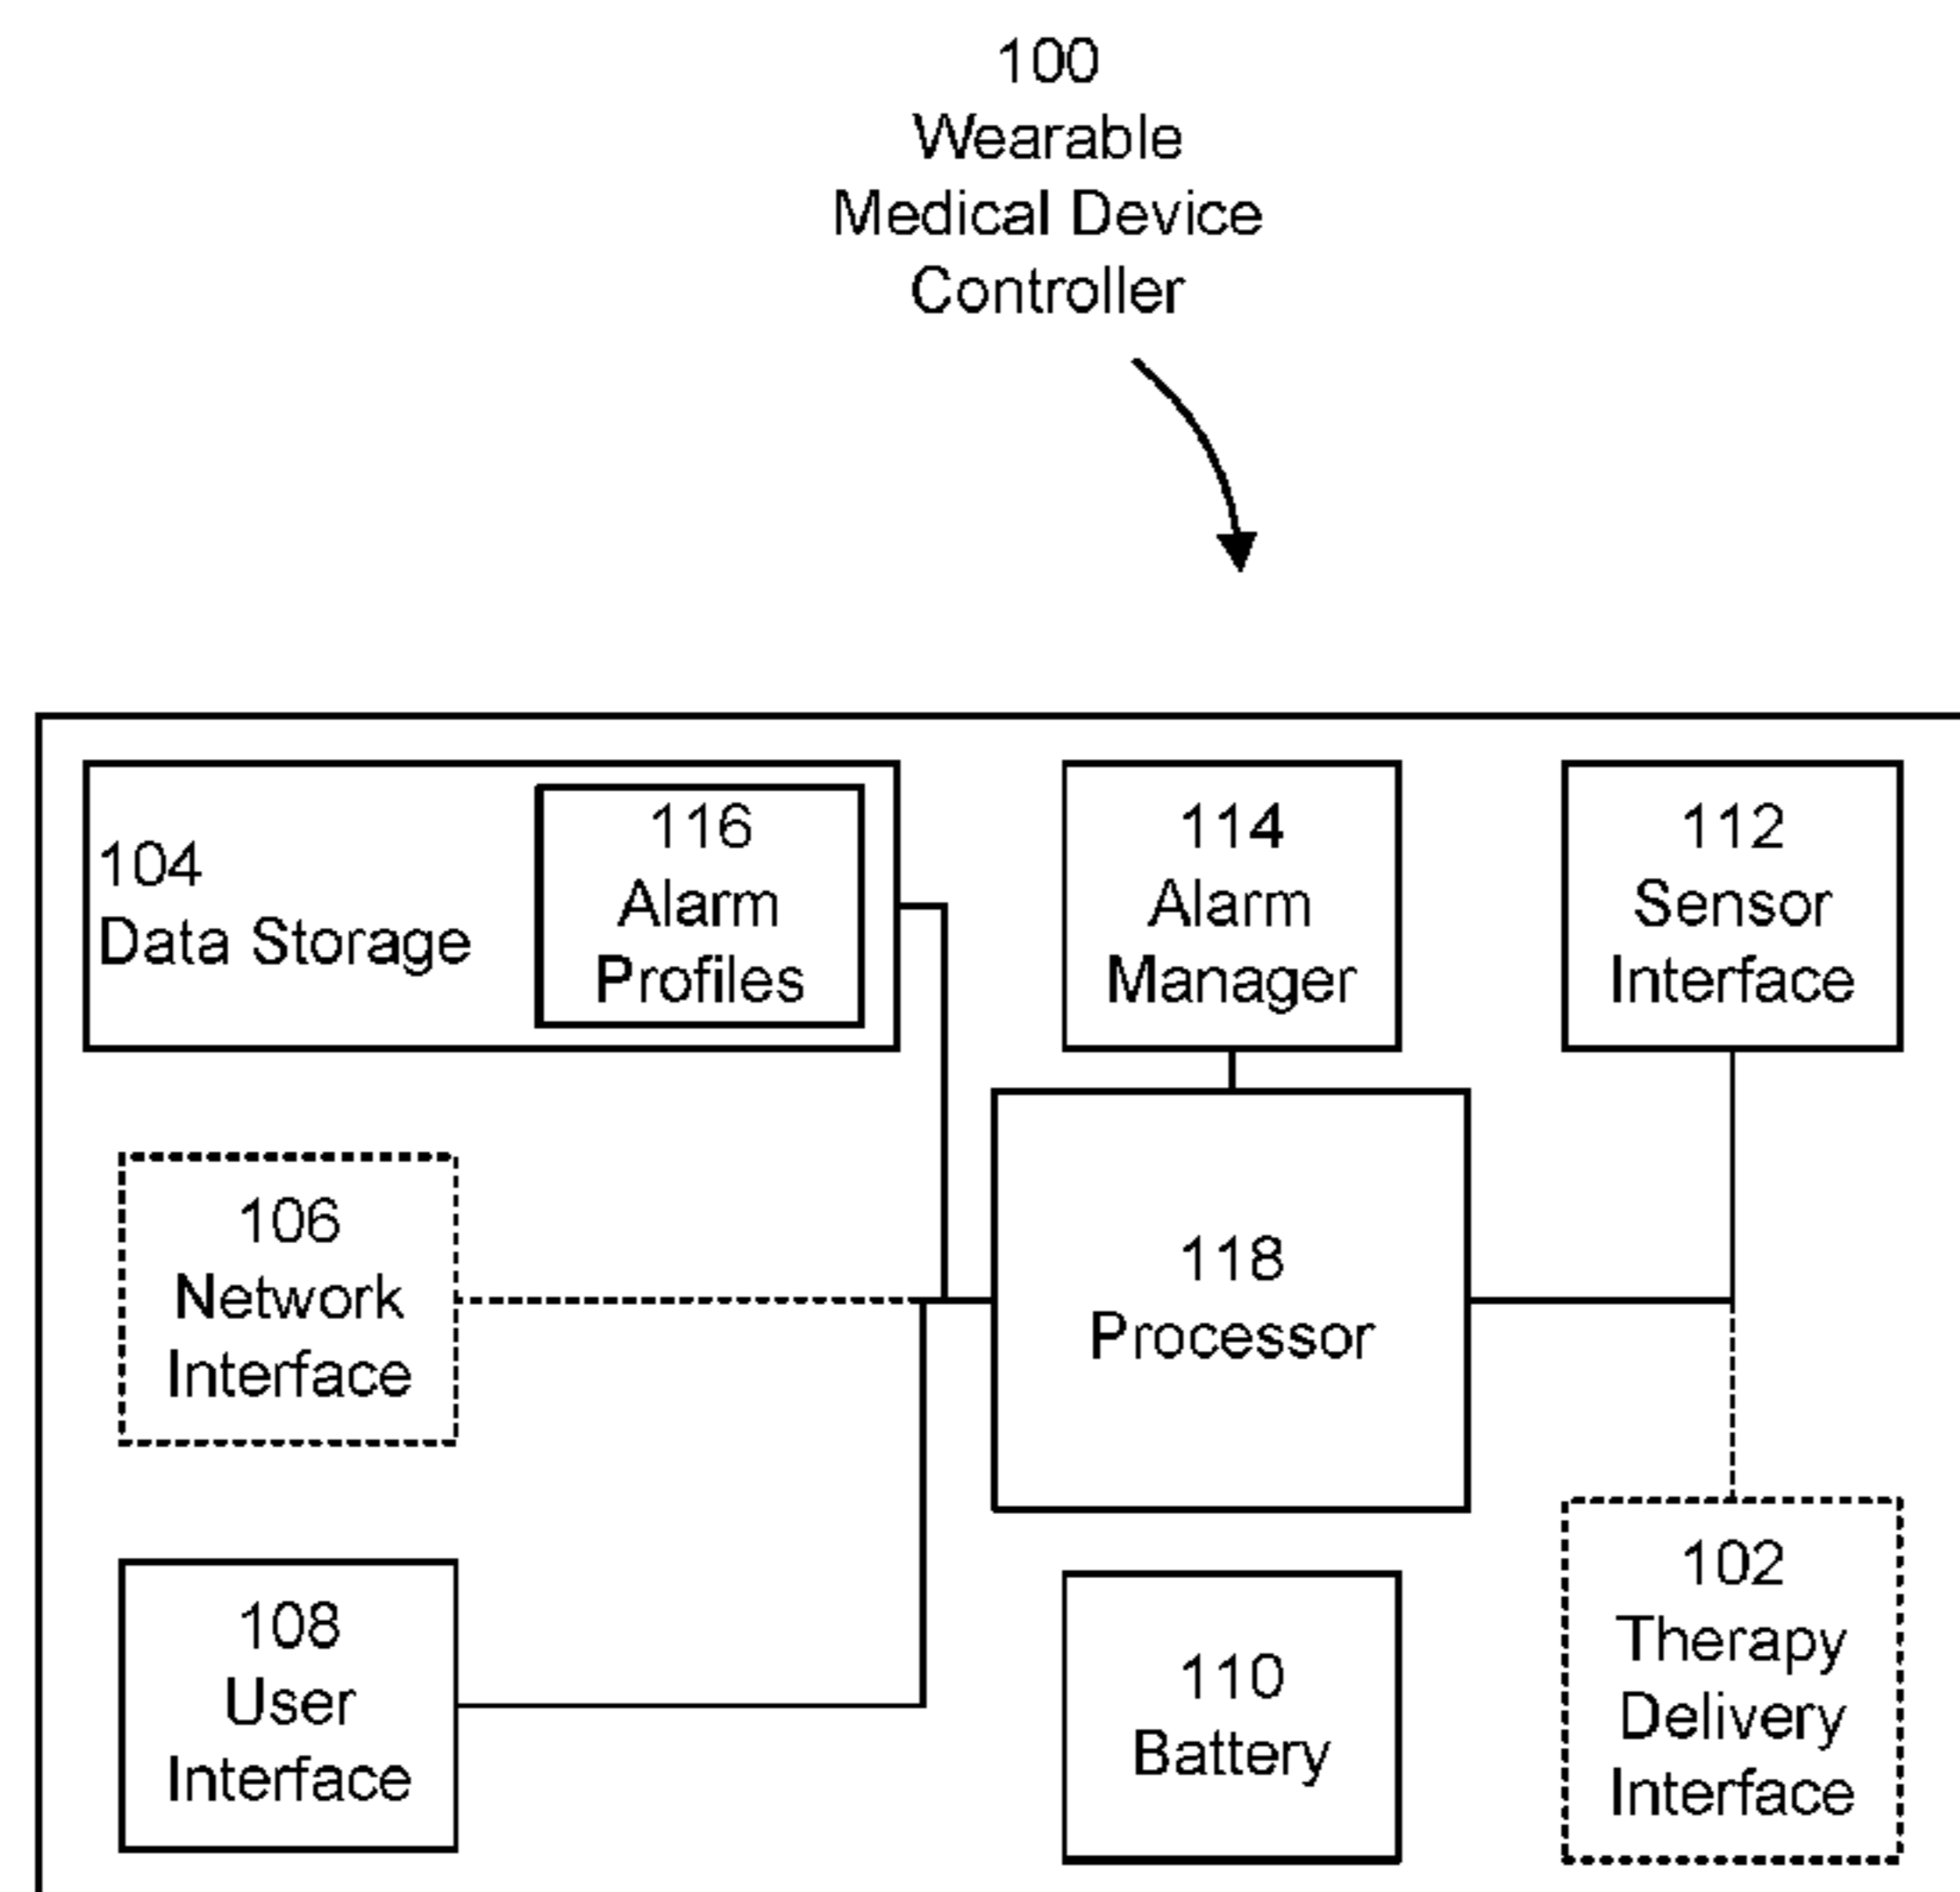 100
Wearable
Medical Device
Controller
104
Data Storage
116
Alarm
Profiles
114
Alarm
Manager
112
Sensor
Interface
106
Network
Interface
118
Processor
108
User
Interface
110
Battery
102
Therapy
Delivery
Interface